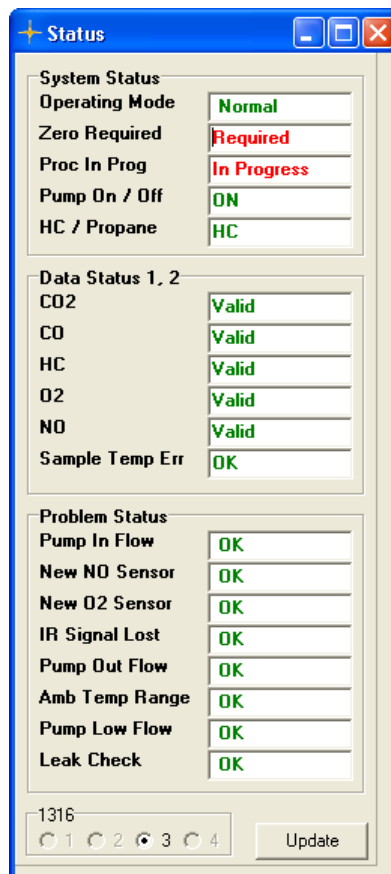 Status
System Status
Operating Mode Normal
Zero Required Required
Proc In Prog In Progress
Pump On / Off ON
HC / Propane HC
Data Status 1, 2
CO2 Valid
CO Valid
HC Valid
O2 Valid
NO Valid
Sample Temp Err OK
Problem Status
Pump In Flow OK
New NO Sensor OK
New O2 Sensor OK
IR Signal Lost OK
Pump Out Flow OK
Amb Temp Range OK
Pump Low Flow OK
Leak Check OK
1316
1 2 3 4 Update